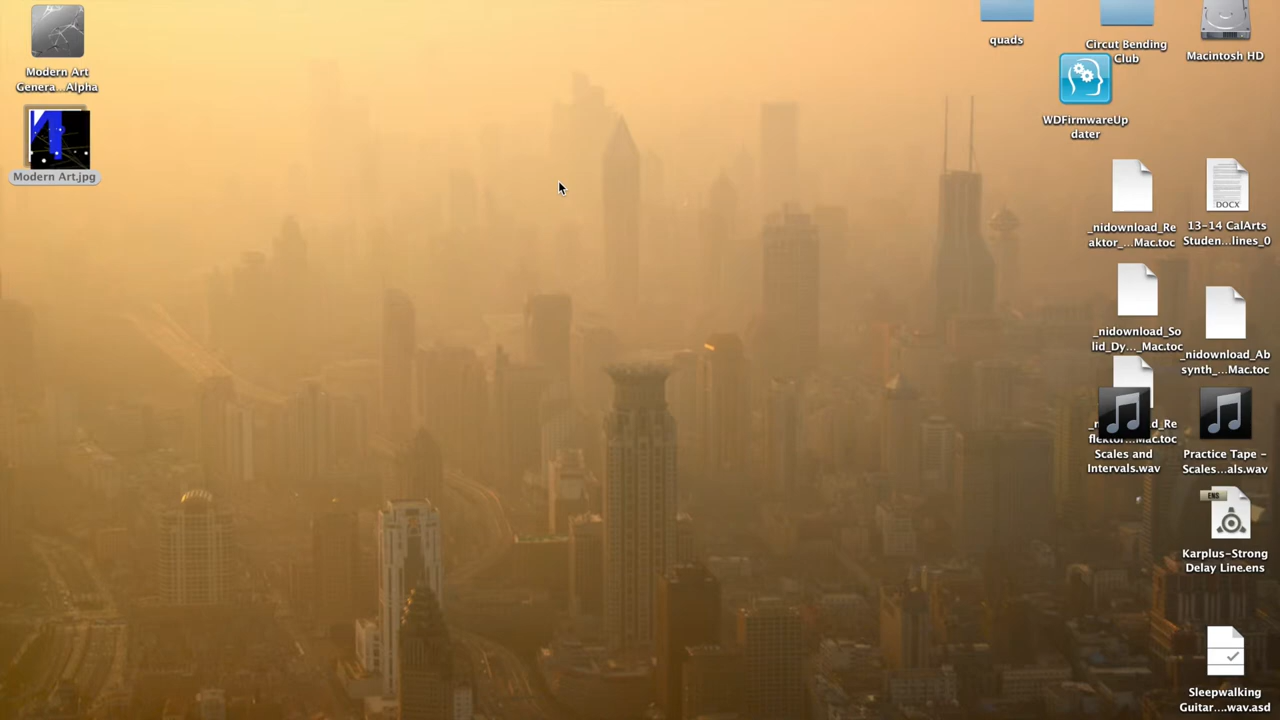 Modern Art
Genera...Alpha
Modern Art.jpg
quads
Circut Bending
Club
Macintosh HD
WDFirmwareUp
dater
_nidownload_Re
aktor_...Mac.toc
DOCX
13-14 CalArts
Studen...lines_0
_nidownload_So
lid_Dy..._Mac.toc
_nidownload_Ab
synth_...Mac.toc
Scales and
Intervals.wav
Practice Tape -
Scales...als.wav
ENS
Karplus-Strong
Delay Line.ens
Sleepwalking
Guitar....wav.asd